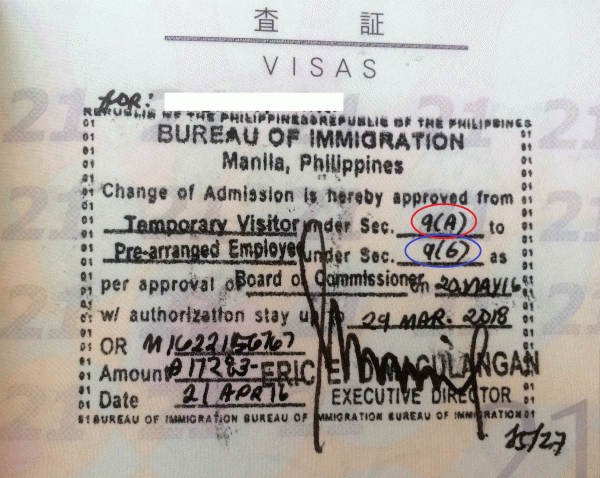 査証
VISAS
FOR:
REPUBLIC OF THE PHILIPPINES REPUBLIC OF THE PHILIPPINES
BUREAU OF IMMIGRATION
Manila, Philippines
Change of Admission is hereby approved from
Temporary Visitor under Sec. 9(A) to
Pre-arranged Employee under Sec. 9(G) as
per approval of Board of Commissioner on 20 MAY 16
w/ authorization stay up to 29 MAR. 2018
OR
Amount ₱17283-
ERIC
EXECUTIVE DIRECTOR
Date 21 APR 16
BUREAU OF IMMIGRATION BUREAU OF IMMIGRATION BUREAU OF IMMIGRATION
15/27
21